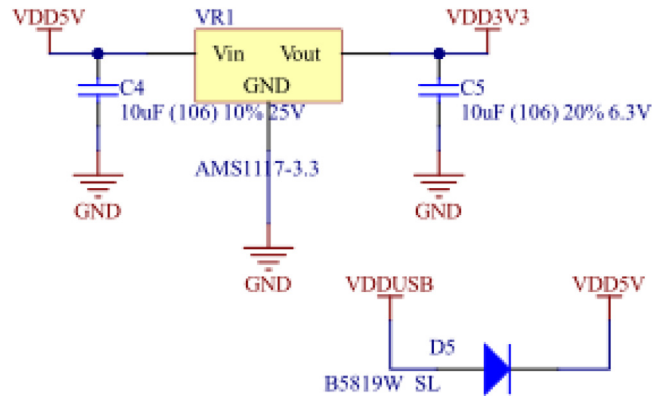 VDD5V
VR1
VDD3V3
Vin Vout
GND
C4
10uF (106) 10% 25V
C5
10uF (106) 20% 6.3V
AMS1117-3.3
GND
GND
GND
VDDUSB
VDD5V
D5
B5819W SL